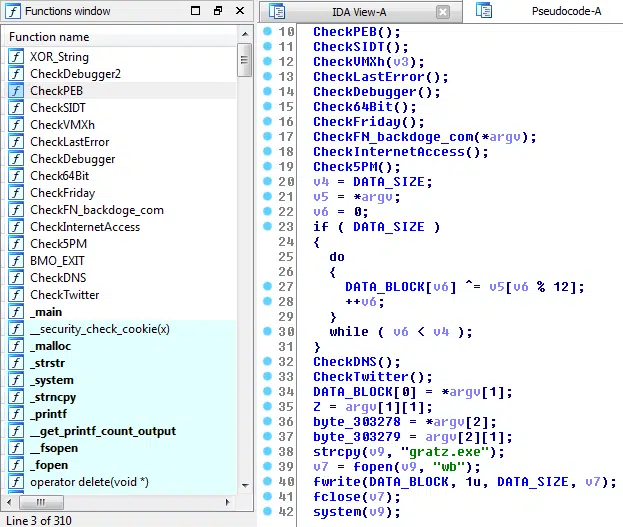 Functions window
Function name
XOR_String
CheckDebugger2
CheckPEB
CheckSIDT
CheckVMXh
CheckLastError
CheckDebugger
Check64Bit
CheckFriday
CheckFN_backdoge_com
CheckInternetAccess
Check5PM
BMO_EXIT
CheckDNS
CheckTwitter
_main
__security_check_cookie(x)
_malloc
_strstr
_system
_strncpy
_printf
__get_printf_count_output
__fsopen
_fopen
operator delete(void *)
Line 3 of 310
IDA View-A
Pseudocode-A
10 CheckPEB();
11 CheckSIDT();
12 CheckVMXh(v3);
13 CheckLastError();
14 CheckDebugger();
15 Check64Bit();
16 CheckFriday();
17 CheckFN_backdoge_com(*argv);
18 CheckInternetAccess();
19 Check5PM();
20 v4 = DATA_SIZE;
21 v5 = *argv;
22 v6 = 0;
23 if ( DATA_SIZE )
24 {
25 do
26 {
27 DATA_BLOCK[v6] ^= v5[v6 % 12];
28 ++v6;
29 }
30 while ( v6 < v4 );
31 }
32 CheckDNS();
33 CheckTwitter();
34 DATA_BLOCK[0] = *argv[1];
35 Z = argv[1][1];
36 byte_303278 = *argv[2];
37 byte_303279 = argv[2][1];
38 strcpy(v9, "gratz.exe");
39 v7 = fopen(v9, "wb");
40 fwrite(DATA_BLOCK, 1u, DATA_SIZE, v7);
41 fclose(v7);
42 system(v9);